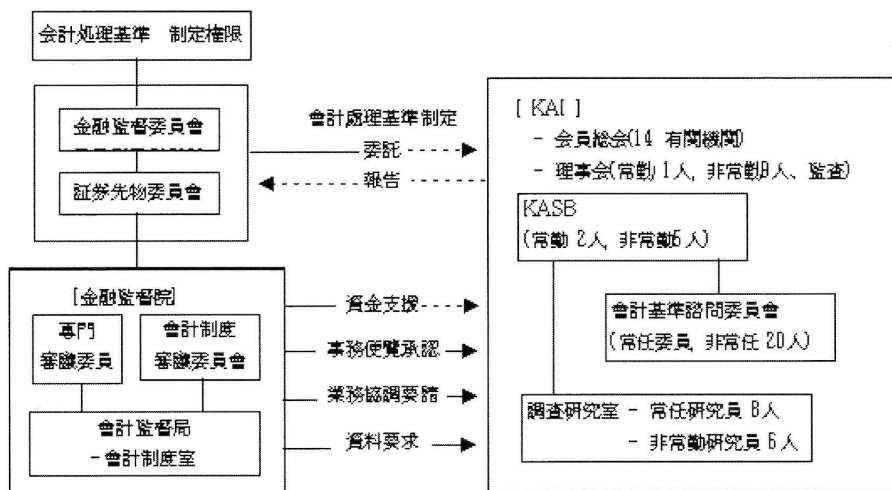 会計処理基準 制定権限
金融監督委員會
証券先物委員會
會計處理基準制定
委託
報告
[金融監督院]
専門
審議委員
會計制度
審議委員會
會計監督局
-會計制度室
資金支援
事務便覧承認
業務協調要請
資料要求
[ KAI ]
- 会員総会(14 有関機関)
- 理事会(常勤 1人, 非常勤8人、監査)
KASB
(常勤 2人, 非常勤5人)
會計基準諮問委員會
(常任委員, 非常任 20人)
調査研究室 - 常任研究員 8人
- 非常勤研究員 6人